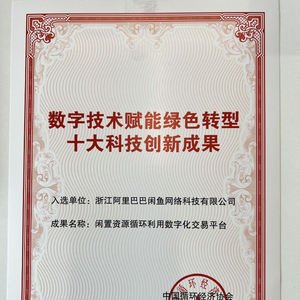 数字技术赋能绿色转型
十大科技创新成果
入选单位：浙江阿里巴巴闲鱼网络科技有限公司
成果名称：闲置资源循环利用数字化交易平台
中国循环经济协会